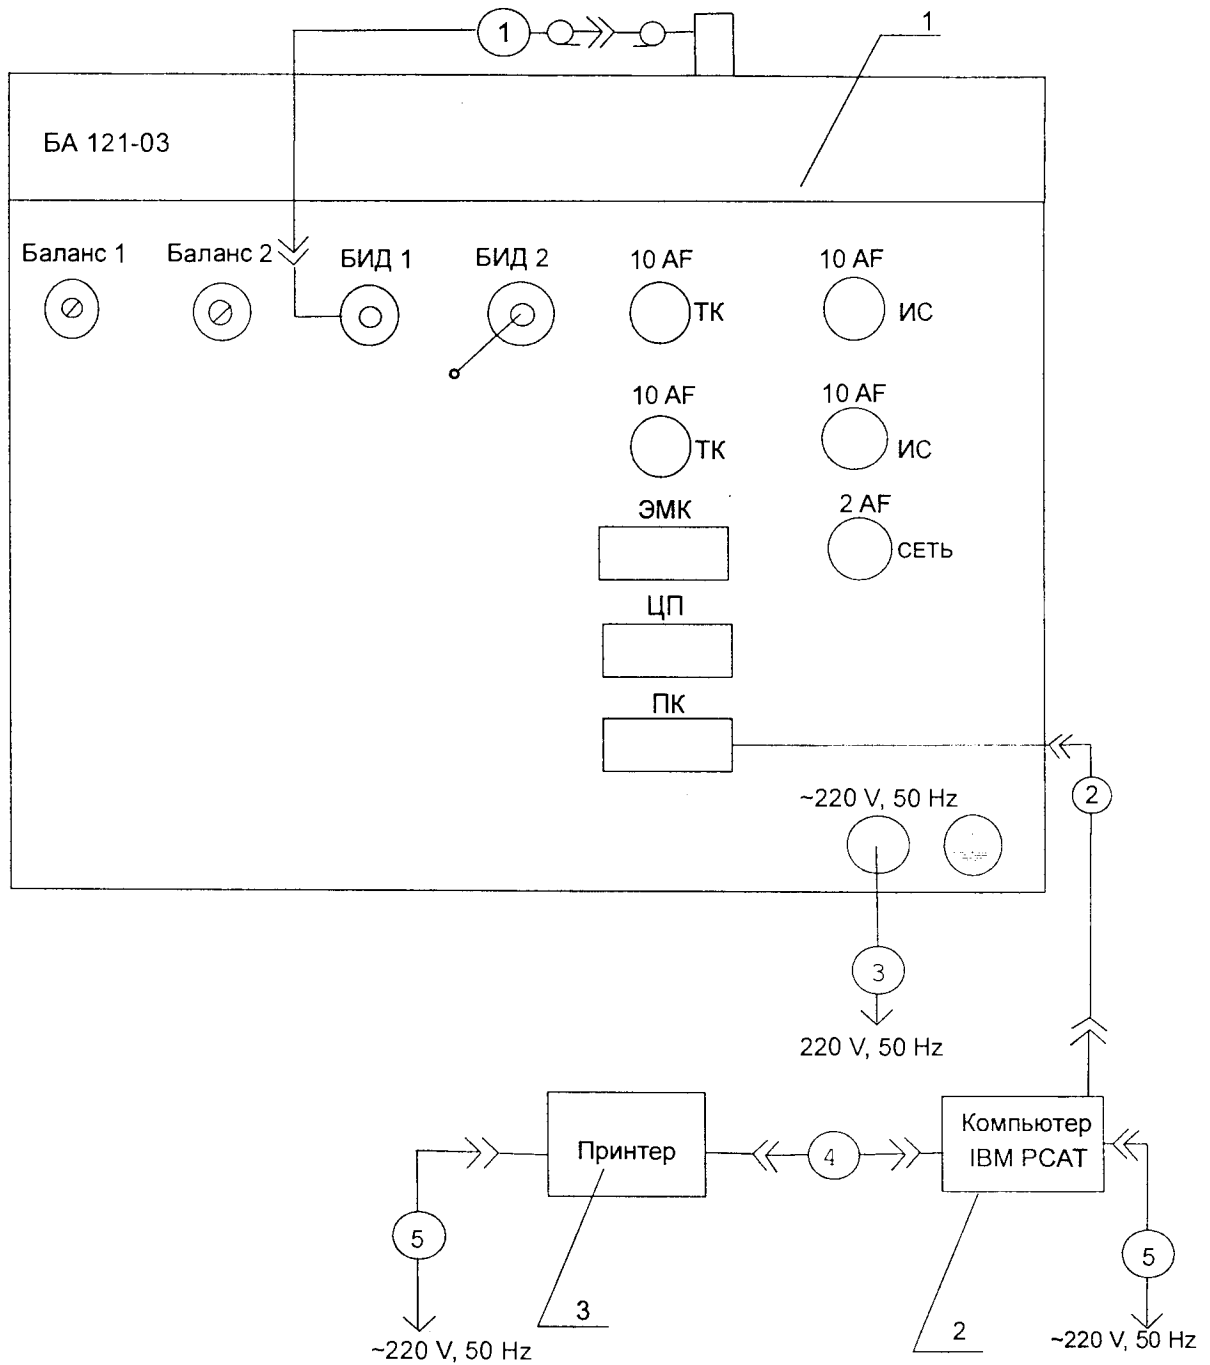 1
1
БА 121-03
Баланс 1
Баланс 2
БИД 1
БИД 2
10 AF
10 AF
ТК
ИС
10 AF
10 AF
ТК
ИС
ЭМК
2 AF
СЕТЬ
ЦП
ПК
~220 V, 50 Hz
2
3
220 V, 50 Hz
Принтер
4
Компьютер
IBM PCAT
5
5
3
2
~220 V, 50 Hz
~220 V, 50 Hz